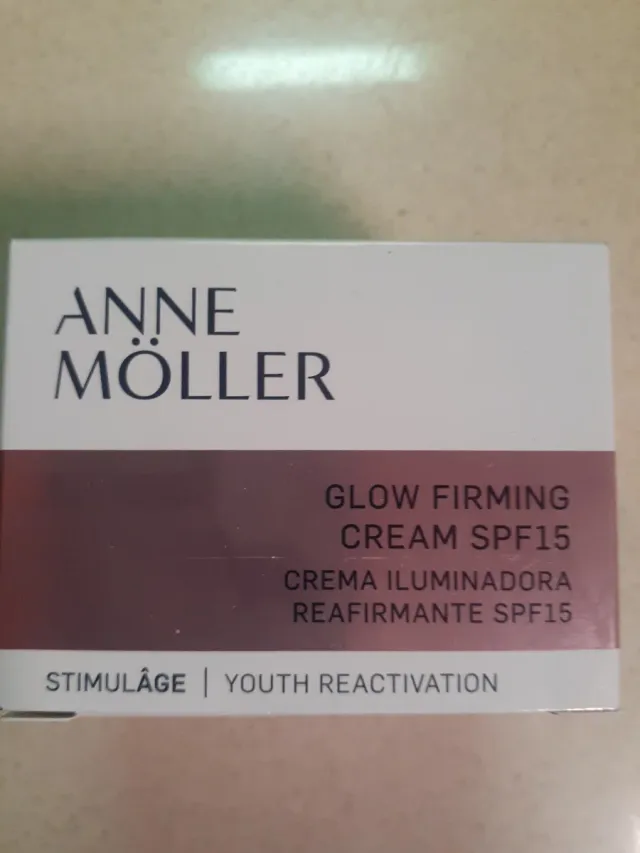 ANNE
MÖLLER
GLOW FIRMING
CREAM SPF15
CREMA ILUMINADORA
REAFIRMANTE SPF15
STIMULÂGE | YOUTH REACTIVATION